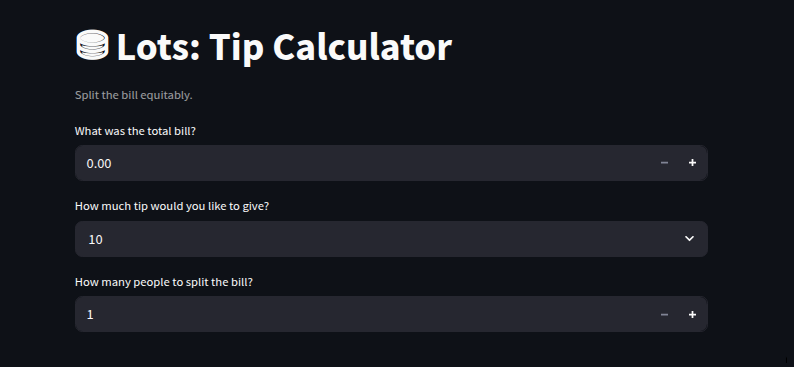 Lots: Tip Calculator
Split the bill equitably.
What was the total bill?
0.00
How much tip would you like to give?
10
How many people to split the bill?
1